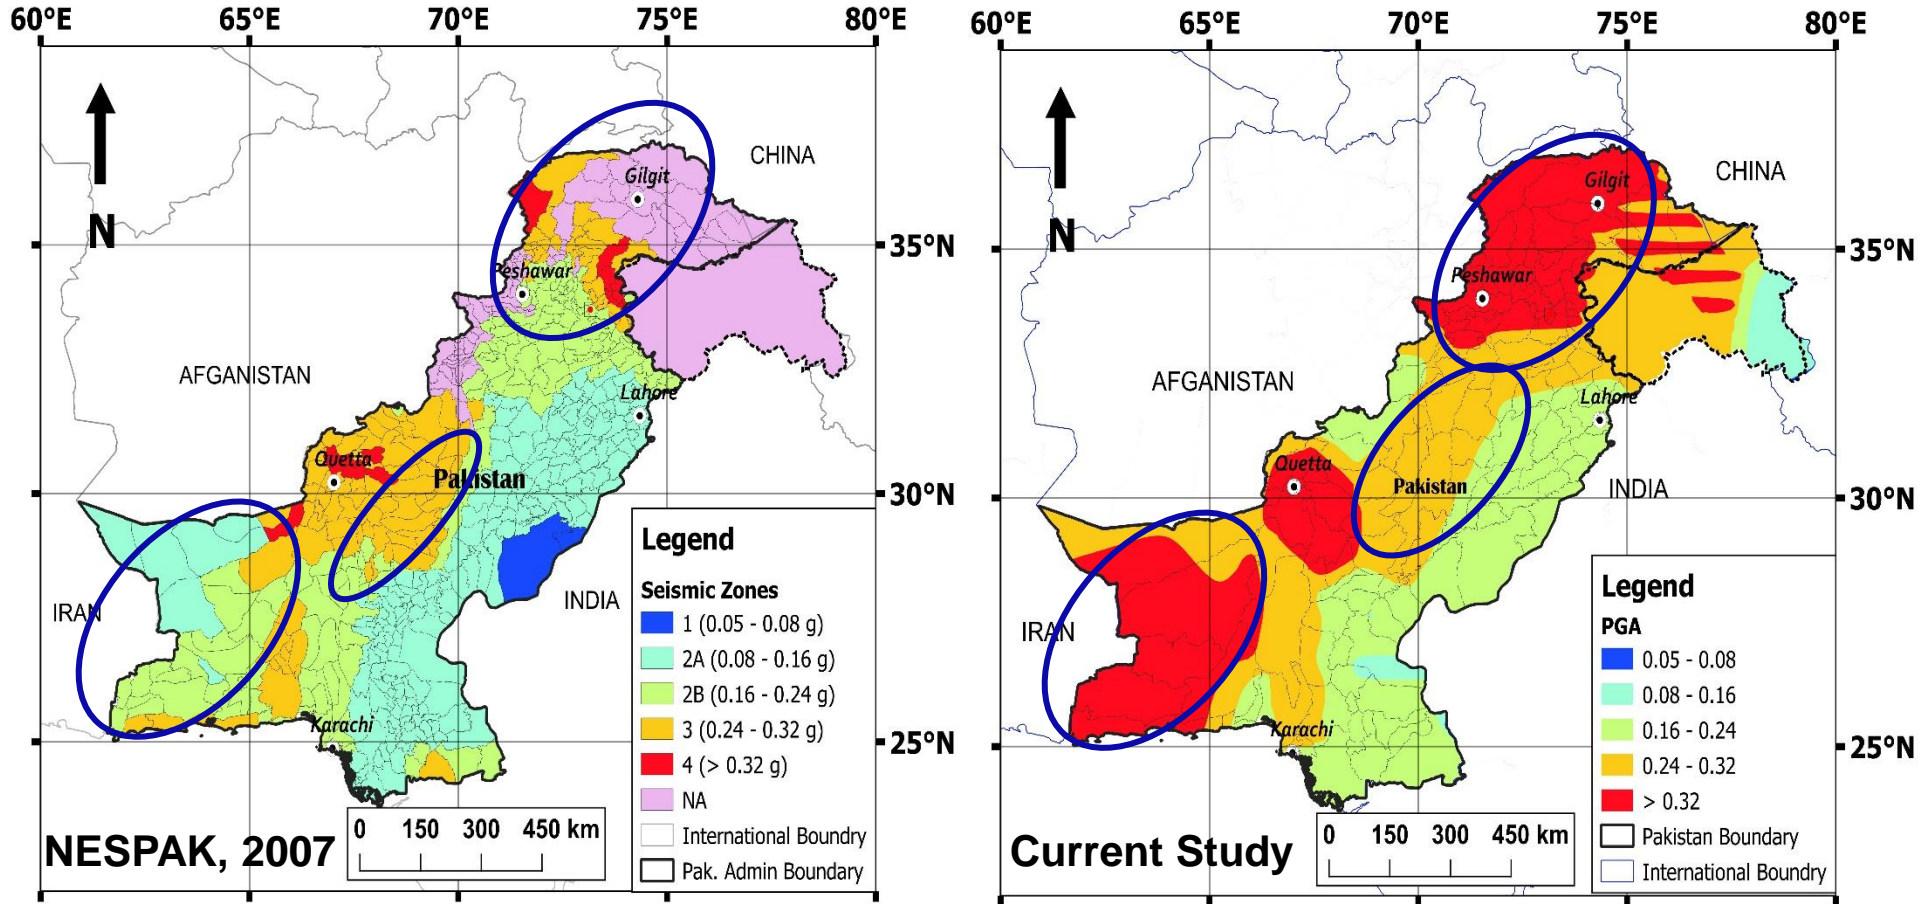 60°E 65°E 70°E 75°E 80°E
N
CHINA
Gilgit
35°N
Peshawar
AFGANISTAN
Lahore
Quetta
Pakistan
30°N
IRAN
INDIA
Karachi
25°N
Legend
Seismic Zones
1 (0.05 - 0.08 g)
2A (0.08 - 0.16 g)
2B (0.16 - 0.24 g)
3 (0.24 - 0.32 g)
4 (> 0.32 g)
NA
International Boundry
Pak. Admin Boundary
0 150 300 450 km
NESPAK, 2007
60°E 65°E 70°E 75°E 80°E
N
CHINA
Gilgit
35°N
Peshawar
AFGANISTAN
Lahore
Quetta
Pakistan
INDIA
30°N
IRAN
Karachi
25°N
Legend
PGA
0.05 - 0.08
0.08 - 0.16
0.16 - 0.24
0.24 - 0.32
> 0.32
Pakistan Boundary
International Boundry
0 150 300 450 km
Current Study